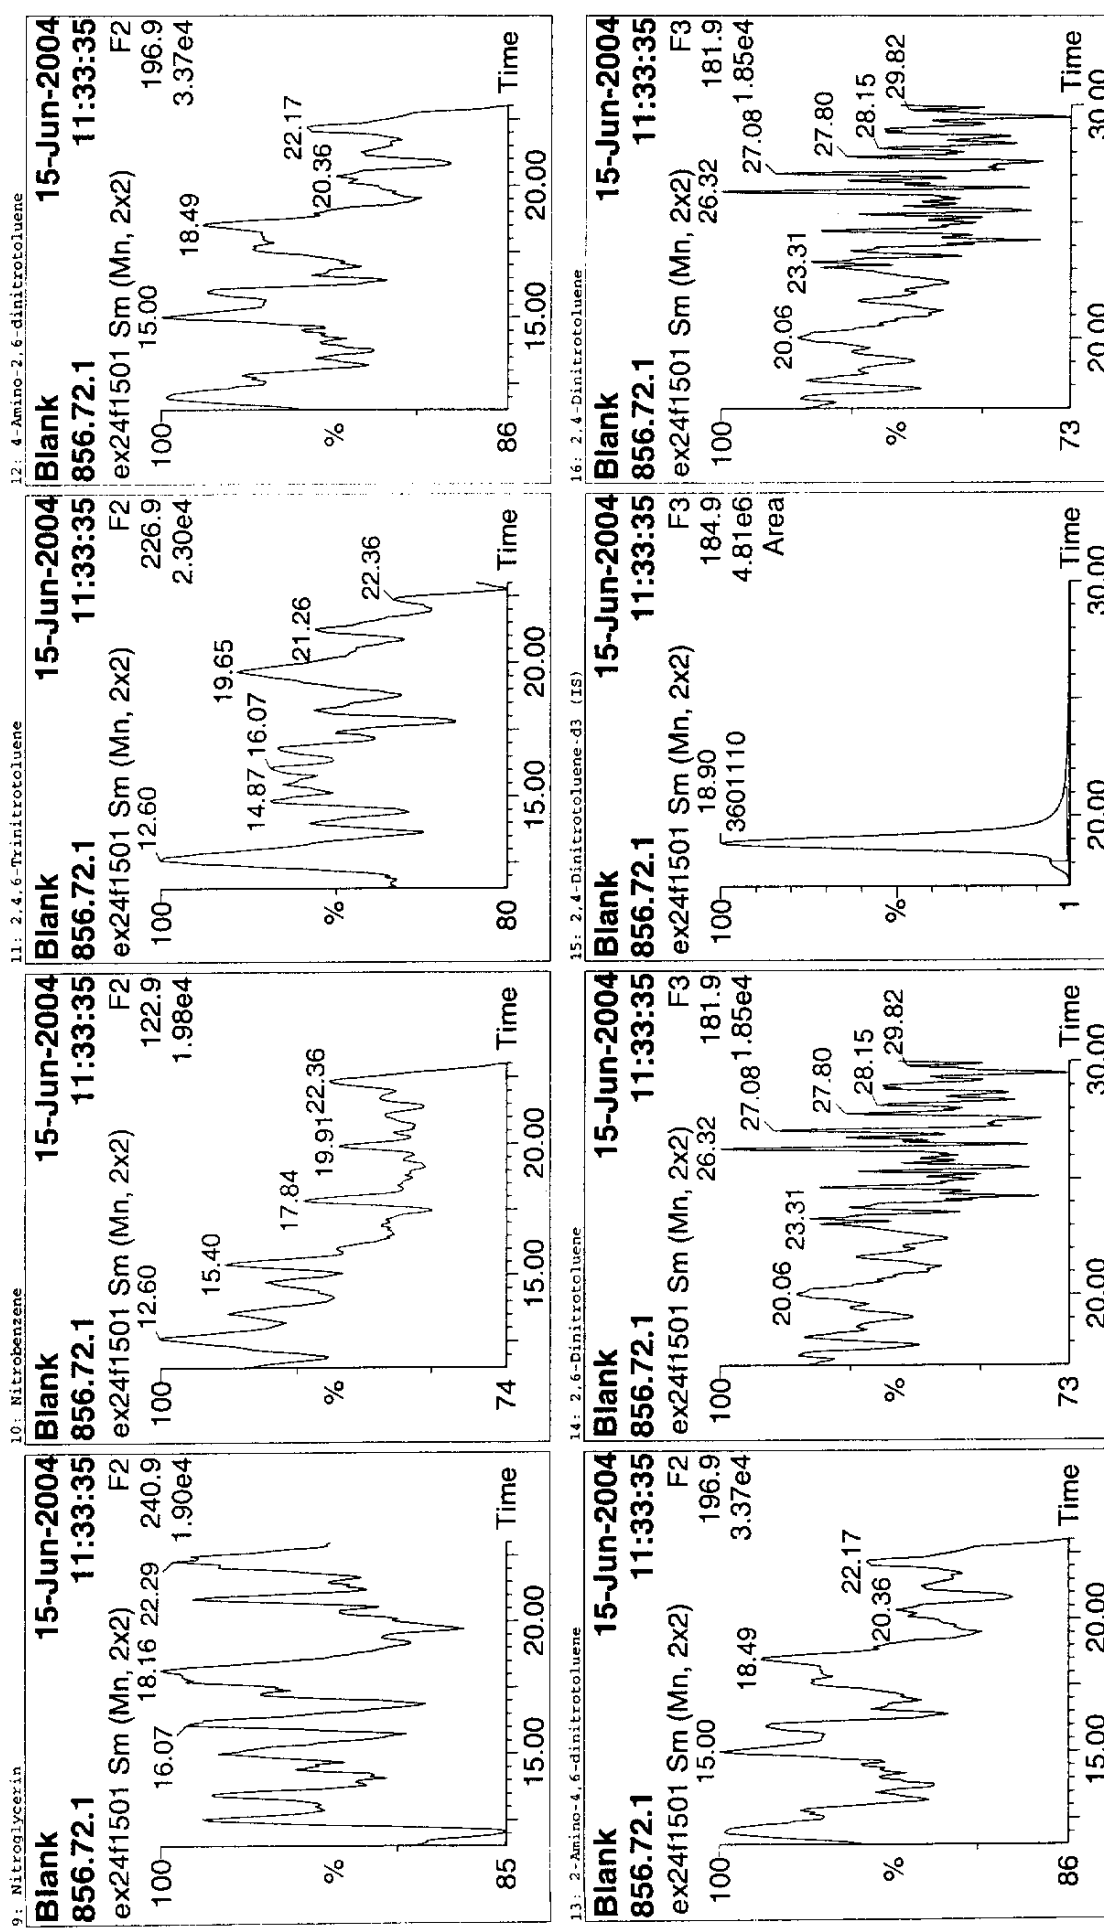 9: Nitroglycerin
Blank 15-Jun-2004
856.72.1 11:33:35
ex24f1501 Sm (Mn, 2x2) F2
240.9
1.90e4
16.07 18.16 22.29
100
%
85
15.00 20.00 Time
10: Nitrobenzene
Blank 15-Jun-2004
856.72.1 11:33:35
ex24f1501 Sm (Mn, 2x2) F2
122.9
1.98e4
12.60
15.40
17.84
19.91 22.36
100
%
74
15.00 20.00 Time
11: 2,4,6-Trinitrotoluene
Blank 15-Jun-2004
856.72.1 11:33:35
ex24f1501 Sm (Mn, 2x2) F2
226.9
2.30e4
12.60
19.65
14.87 16.07
21.26
22.36
100
%
80
15.00 20.00 Time
12: 4-Amino-2,6-dinitrotoluene
Blank 15-Jun-2004
856.72.1 11:33:35
ex24f1501 Sm (Mn, 2x2) F2
196.9
3.37e4
15.00
18.49
20.36
22.17
100
%
86
15.00 20.00 Time
13: 2-Amino-4,6-dinitrotoluene
Blank 15-Jun-2004
856.72.1 11:33:35
ex24f1501 Sm (Mn, 2x2) F2
196.9
3.37e4
15.00
18.49
20.36
22.17
100
%
86
15.00 20.00 Time
14: 2,6-Dinitrotoluene
Blank 15-Jun-2004
856.72.1 11:33:35
ex24f1501 Sm (Mn, 2x2) F3
26.32 181.9
27.08 1.85e4
20.06
23.31
27.80
28.15
29.82
100
%
73
20.00 30.00 Time
15: 2,4-Dinitrotoluene-d3 (IS)
Blank 15-Jun-2004
856.72.1 11:33:35
ex24f1501 Sm (Mn, 2x2) F3
18.90 184.9
3601110 4.81e6
Area
100
%
1
20.00 30.00 Time
16: 2,4-Dinitrotoluene
Blank 15-Jun-2004
856.72.1 11:33:35
ex24f1501 Sm (Mn, 2x2) F3
26.32 181.9
27.08 1.85e4
20.06
23.31
27.80
28.15
29.82
100
%
73
20.00 30.00 Time